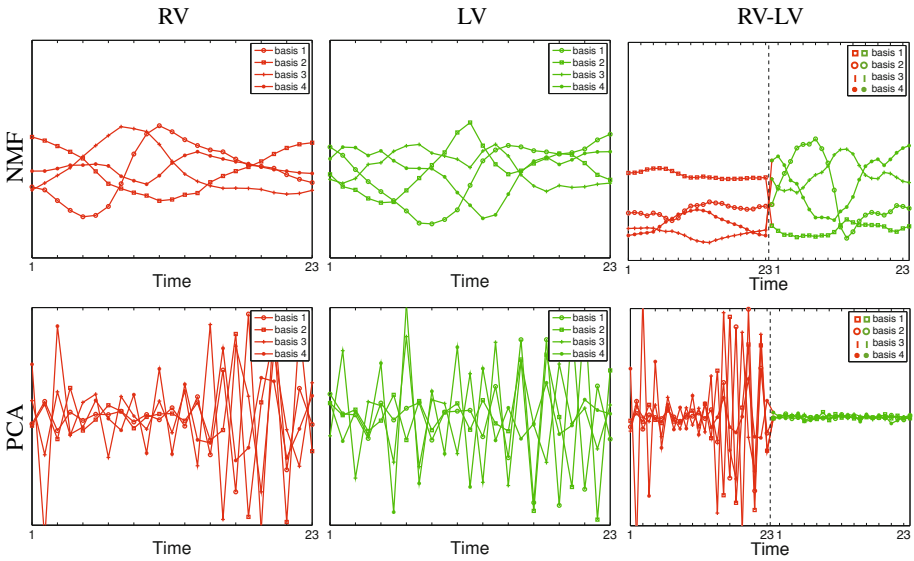 RV LV RV-LV
NMF
basis 1
basis 2
basis 3
basis 4
1 23
Time
basis 1
basis 2
basis 3
basis 4
1 23
Time
basis 1
basis 2
basis 3
basis 4
1 23 1 23
Time
PCA
basis 1
basis 2
basis 3
basis 4
1 23
Time
basis 1
basis 2
basis 3
basis 4
1 23
Time
basis 1
basis 2
basis 3
basis 4
1 23 1 23
Time